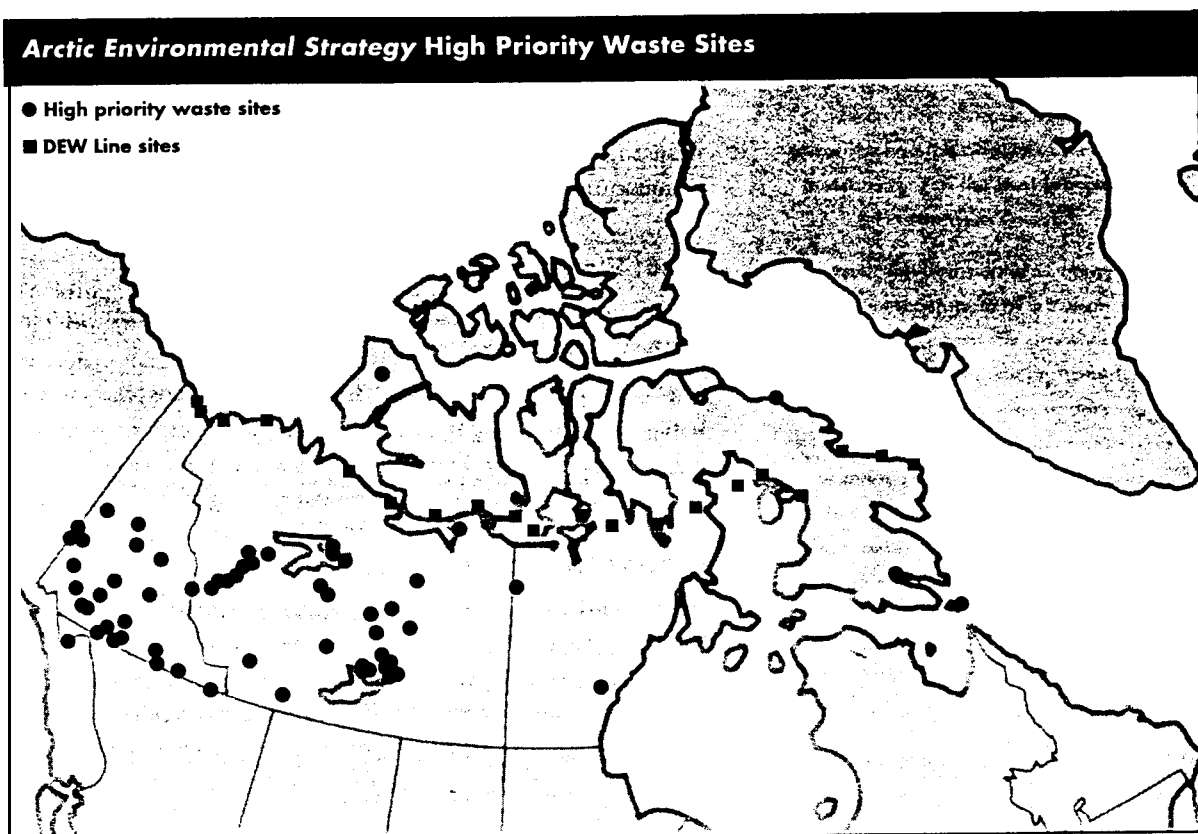 Arctic Environmental Strategy High Priority Waste Sites
High priority waste sites
DEW Line sites